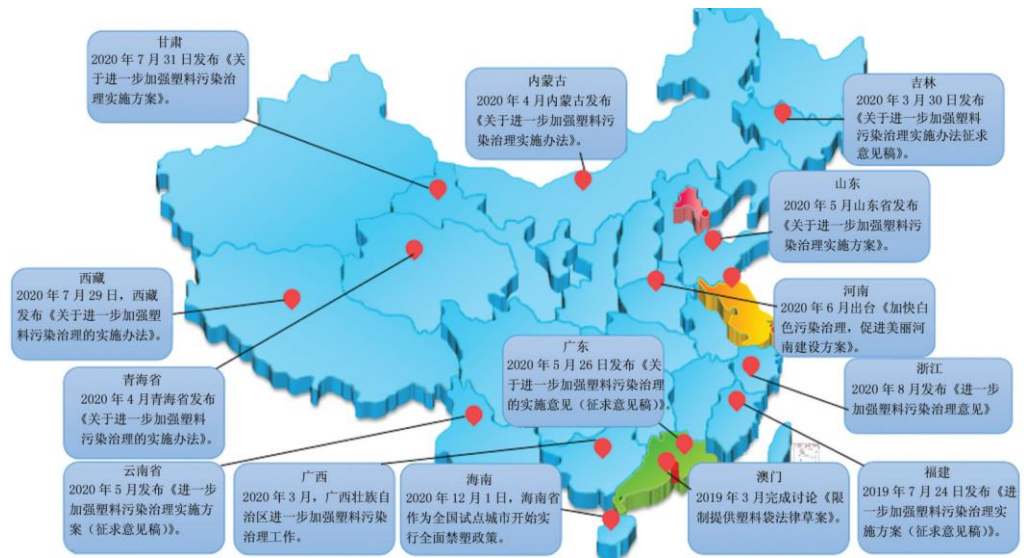 甘肃
2020 年 7 月 31 日发布《关
于进一步加强塑料污染治
理实施方案》。
内蒙古
2020 年 4 月内蒙古发布
《关于进一步加强塑料污
染治理实施办法》。
吉林
2020 年 3 月 30 日发布
《关于进一步加强塑料
污染治理实施办法征求
意见稿》。
山东
2020 年 5 月山东省发布
《关于进一步加强塑料污
染治理实施方案》。
西藏
2020 年 7 月 29 日，西藏
发布《关于进一步加强塑
料污染治理的实施办法》。
河南
2020 年 6 月出台《加快白
色污染治理，促进美丽河
南建设方案》。
广东
2020 年 5 月 26 日发布《关
于进一步加强塑料污染治理
的实施意见（征求意见稿）》。
浙江
2020 年 8 月发布《进一步
加强塑料污染治理意见》
青海省
2020 年 4 月青海省发布
《关于进一步加强塑料
污染治理的实施办法》。
云南省
2020 年 5 月发布《进一步
加强塑料污染治理实施方
案（征求意见稿）》。
广西
2020 年 3 月，广西壮族自
治区进一步加强塑料污染
治理工作。
海南
2020 年 12 月 1 日，海南省
作为全国试点城市开始实
行全面禁塑政策。
澳门
2019 年 3 月完成讨论《限
制提供塑料袋法律草案》。
福建
2019 年 7 月 24 日发布《进
一步加强塑料污染治理实
施方案（征求意见稿）》。